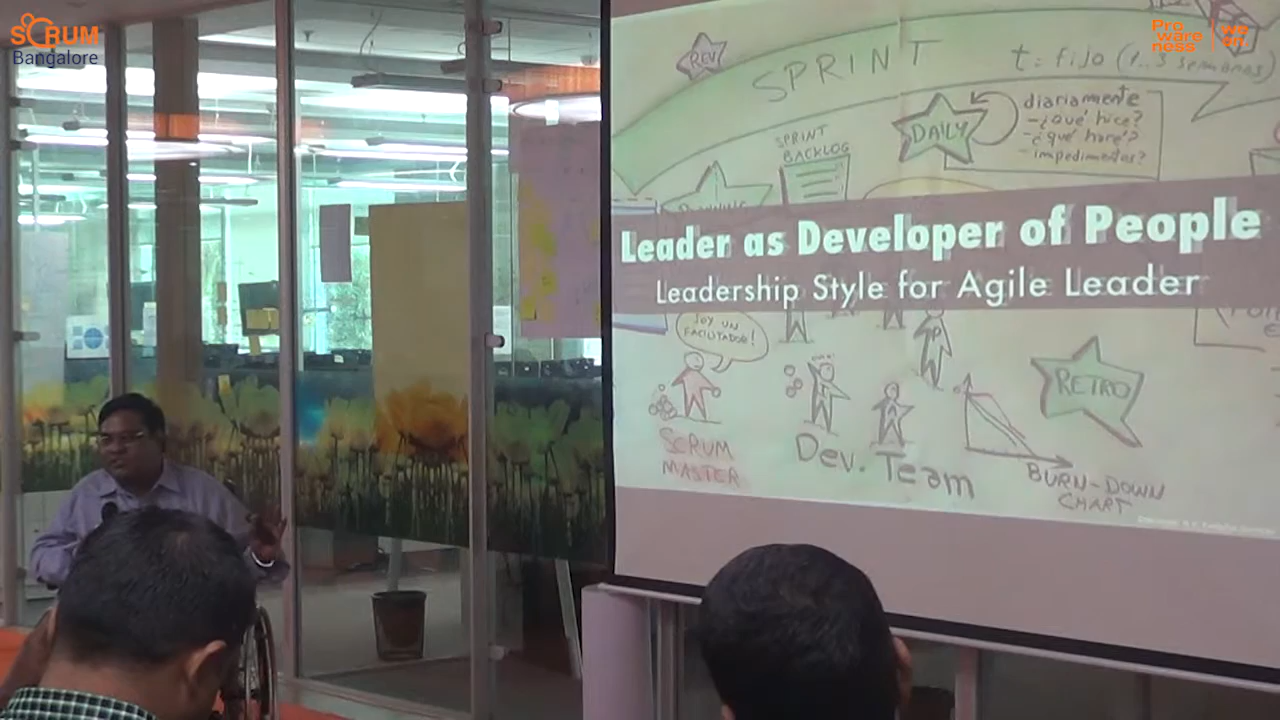 SCRUM
Bangalore
Pro
ware
ness
we
on.
REV
SPRINT
t: fijo (1..3 semanas)
DAILY
diariamente
- ¿qué hice?
- ¿qué haré?
- impedimentos?
SPRINT
BACKLOG
Leader as Developer of People
Leadership Style for Agile Leader
SOY UN
FACILITADOR!
SCRUM
MASTER
Dev. Team
RETRO
BURN-DOWN
CHART